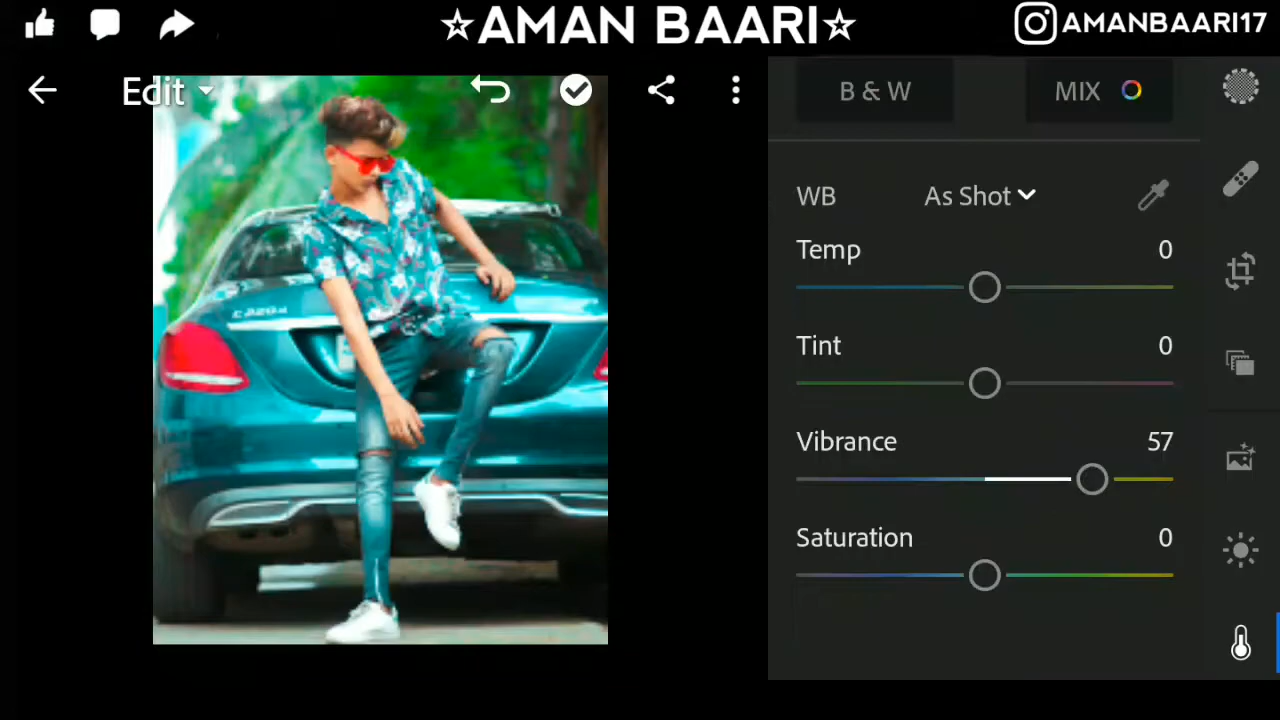 ☆AMAN BAARI☆
AMANBAARI17
Edit
B & W
MIX
WB
As Shot
Temp
0
Tint
0
Vibrance
57
Saturation
0